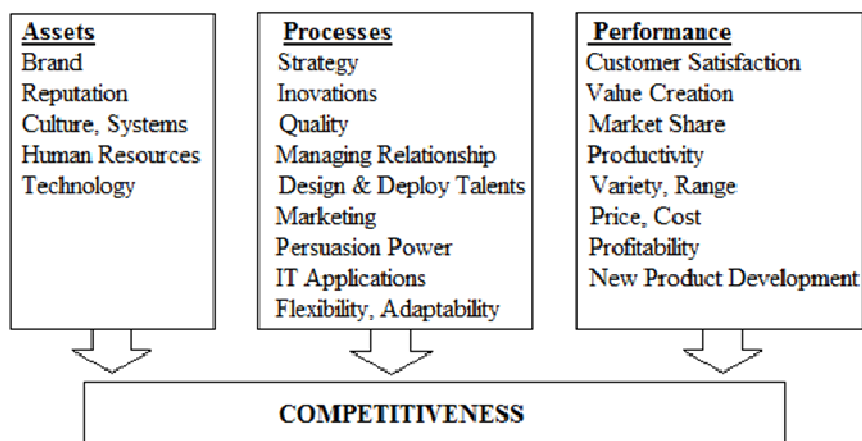 Assets
Brand
Reputation
Culture, Systems
Human Resources
Technology
Processes
Strategy
Inovations
Quality
Managing Relationship
Design & Deploy Talents
Marketing
Persuasion Power
IT Applications
Flexibility, Adaptability
Performance
Customer Satisfaction
Value Creation
Market Share
Productivity
Variety, Range
Price, Cost
Profitability
New Product Development
COMPETITIVENESS